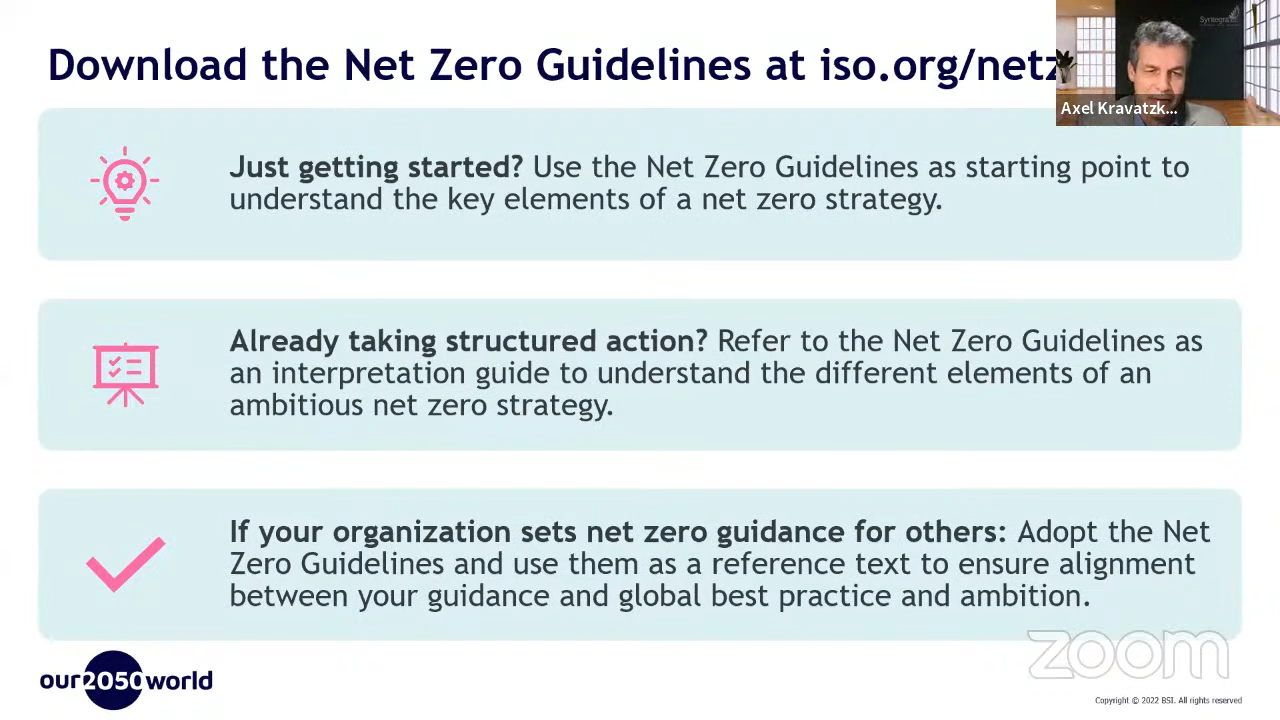 Download the Net Zero Guidelines at iso.org/netz
Syntegra
Axel Kravatzk...
Just getting started? Use the Net Zero Guidelines as starting point to
understand the key elements of a net zero strategy.
Already taking structured action? Refer to the Net Zero Guidelines as
an interpretation guide to understand the different elements of an
ambitious net zero strategy.
If your organization sets net zero guidance for others: Adopt the Net
Zero Guidelines and use them as a reference text to ensure alignment
between your guidance and global best practice and ambition.
zoom
our2050world
Copyright © 2022 BSI. All rights reserved